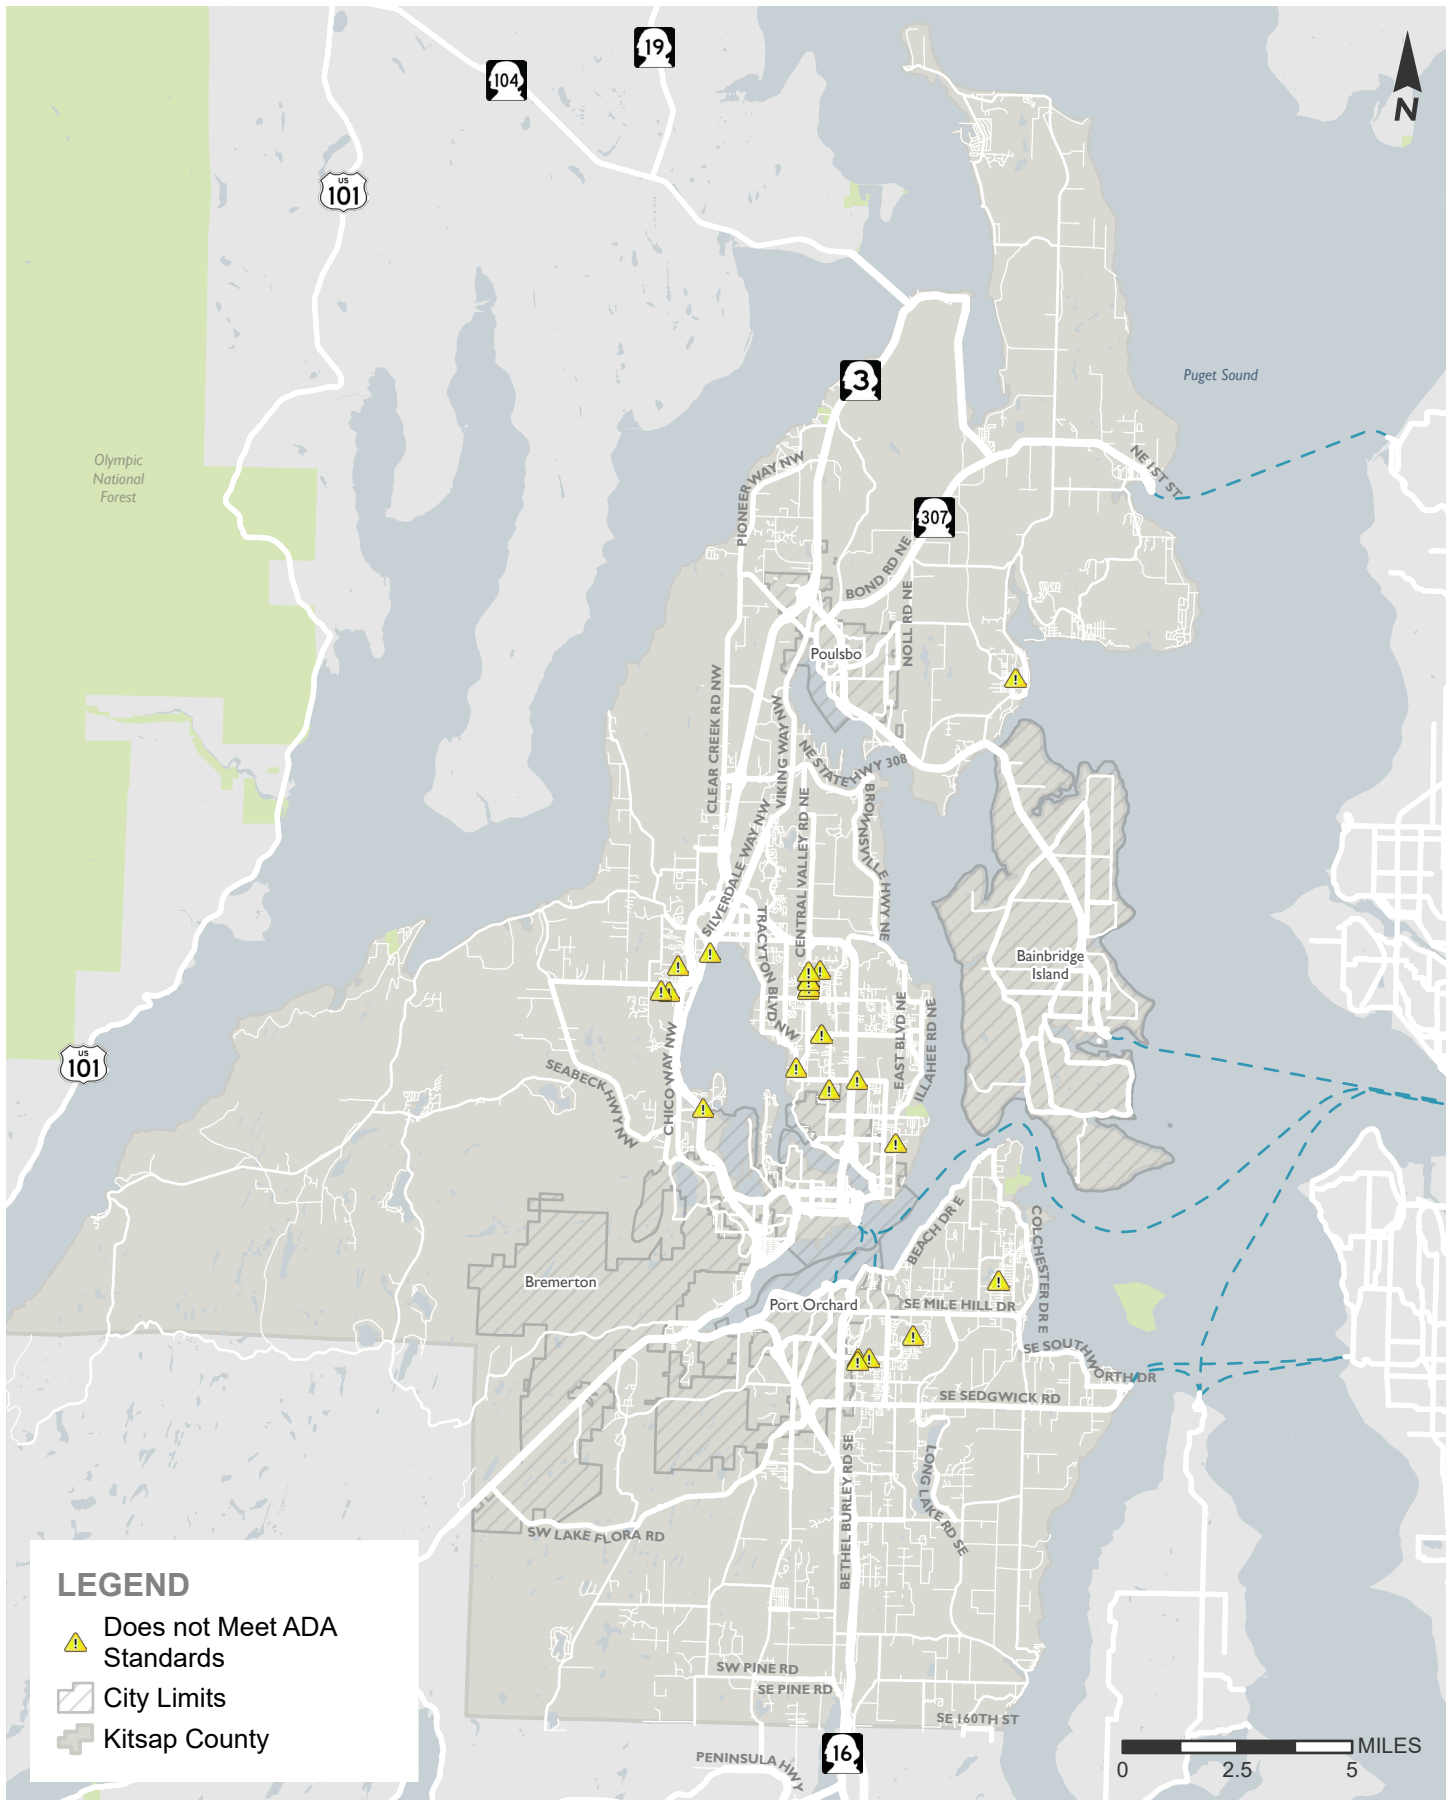 19
104
N
US
101
3
Puget Sound
Olympic
National
Forest
NE 1ST ST
PIONEER WAY NW
307
BOND RD NE
NOLL RD NE
Poulsbo
CLEAR CREEK RD NW
VIKING WAY NW
NE STATE HWY 308
SILVERDALE WAY NW
CENTRAL VALLEY RD NE
BROWNSVILLE HWY NE
TRACYTON BLVD NW
Bainbridge
Island
EAST BLVD NE
ILLAHEE RD NE
US
101
SEABECK HWY NW
CHICO WAY NW
BEACH DR E
COLCHESTER DR E
Bremerton
Port Orchard
SE MILE HILL DR
SE SOUTHWORTH DR
SE SEDGWICK RD
BETHEL BURLEY RD SE
LONG LAKE RD SE
SW LAKE FLORA RD
LEGEND
Does not Meet ADA
Standards
City Limits
Kitsap County
SW PINE RD
SE PINE RD
SE 160TH ST
PENINSULA HWY
16
MILES
0 2.5 5